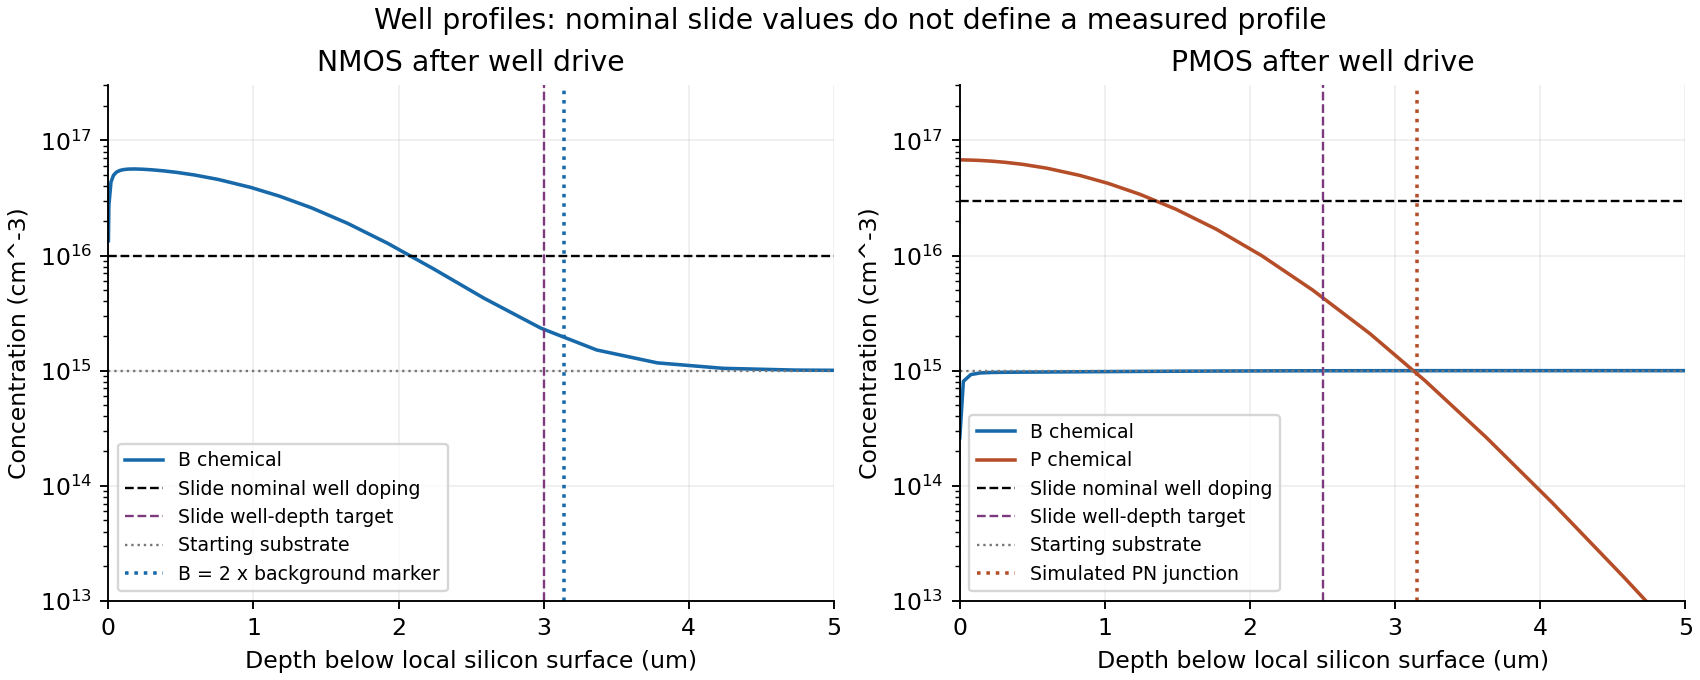 Well profiles: nominal slide values do not define a measured profile
NMOS after well drive
10^17
10^16
10^15
10^14
10^13
Concentration (cm^-3)
B chemical
Slide nominal well doping
Slide well-depth target
Starting substrate
B = 2 x background marker
0 1 2 3 4 5
Depth below local silicon surface (um)
PMOS after well drive
10^17
10^16
10^15
10^14
10^13
Concentration (cm^-3)
B chemical
P chemical
Slide nominal well doping
Slide well-depth target
Starting substrate
Simulated PN junction
0 1 2 3 4 5
Depth below local silicon surface (um)